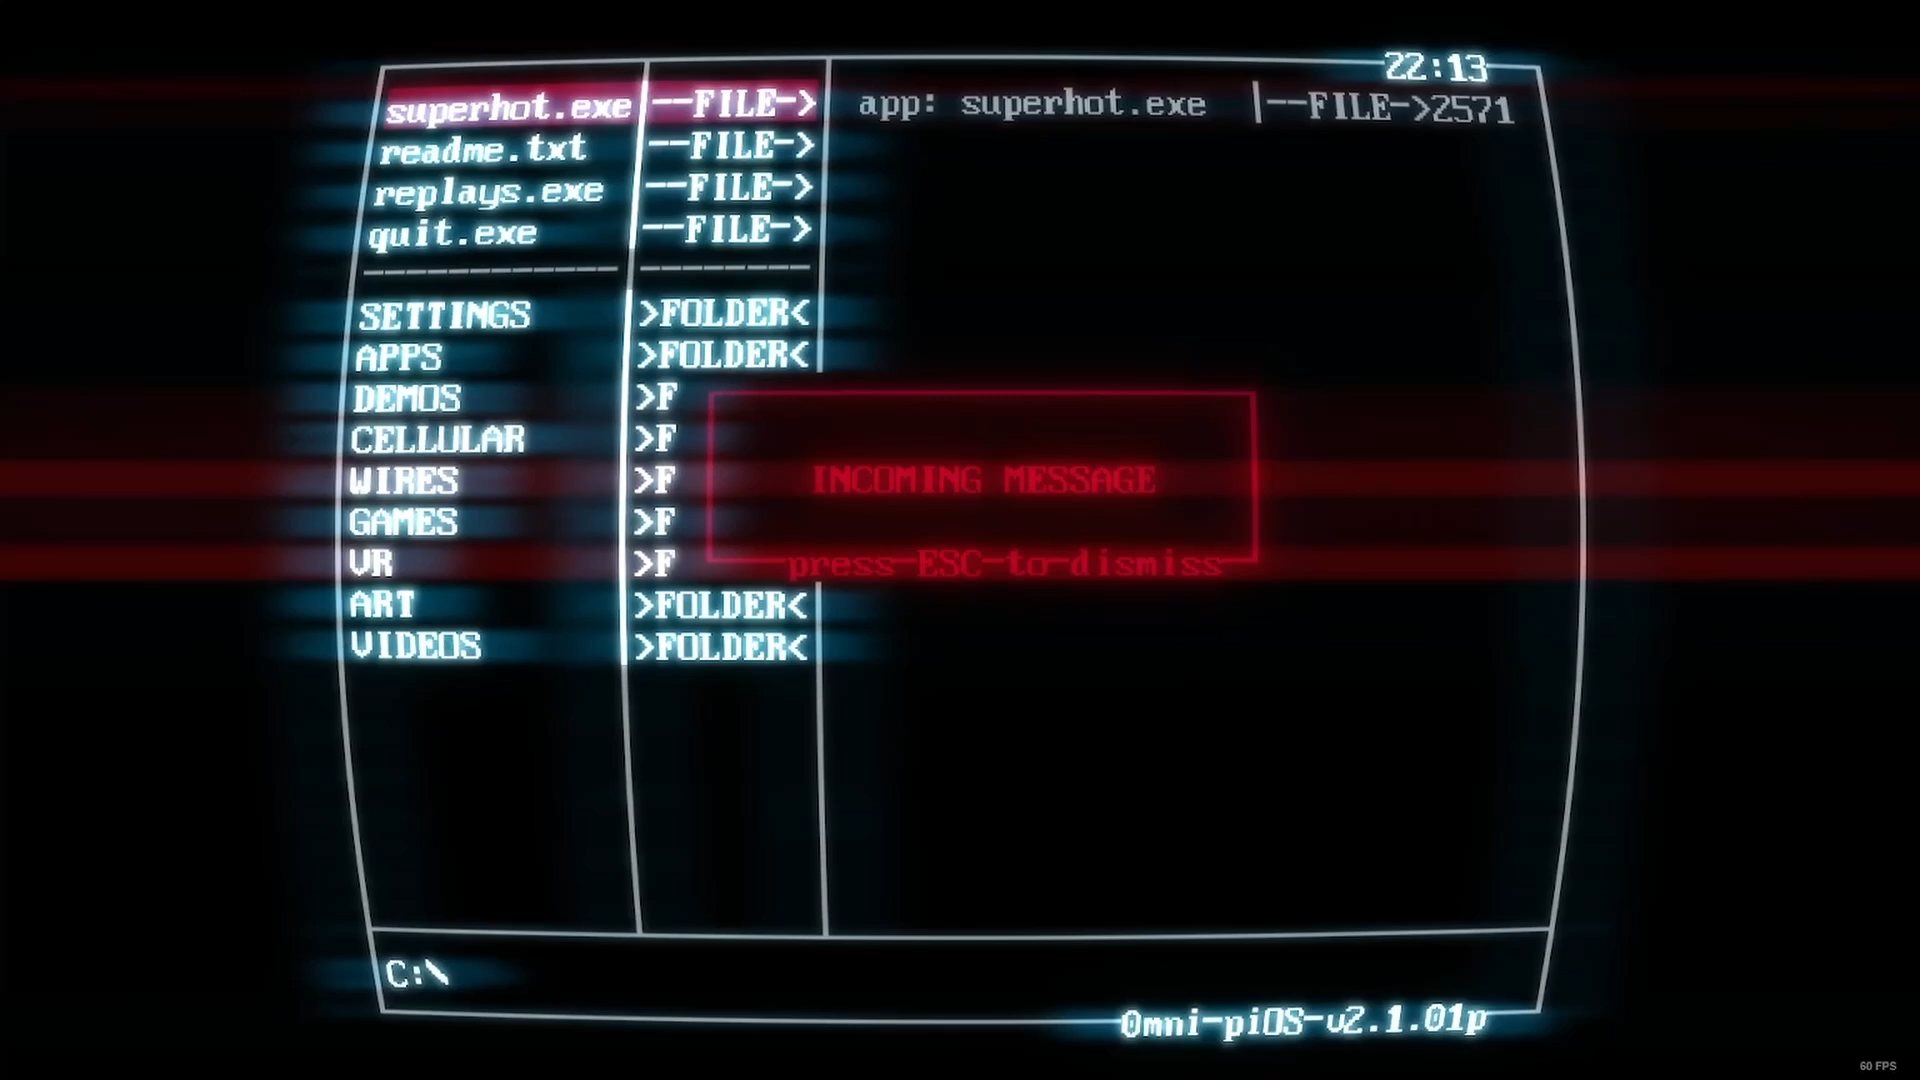 22:13
superhot.exe |--FILE-> app: superhot.exe |--FILE->2571
readme.txt --FILE->
replays.exe --FILE->
quit.exe --FILE->
SETTINGS >FOLDER<
APPS >FOLDER<
DEMOS >F
CELLULAR >F
WIRES >F INCOMING MESSAGE
GAMES >F
VR >F press-ESC-to-dismiss
ART >FOLDER<
VIDEOS >FOLDER<
C:\
0mni-piOS-v2.1.01p
60 FPS